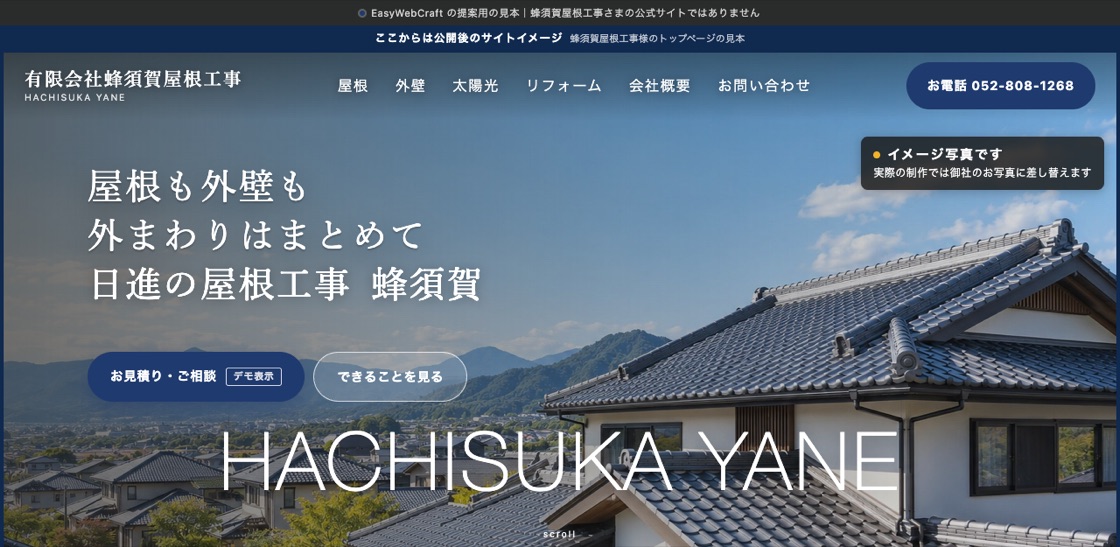 EasyWebCraft の提案用の見本｜蜂須賀屋根工事さまの公式サイトではありません
ここからは公開後のサイトイメージ 蜂須賀屋根工事様のトップページの見本
有限会社蜂須賀屋根工事
HACHISUKA YANE
屋根 外壁 太陽光 リフォーム 会社概要 お問い合わせ
お電話 052-808-1268
イメージ写真です
実際の制作では御社のお写真に差し替えます
屋根も外壁も
外まわりはまとめて
日進の屋根工事 蜂須賀
お見積り・ご相談 デモ表示
できることを見る
HACHISUKA YANE
scroll